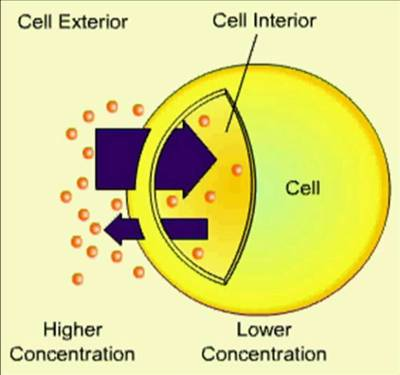 Cell Exterior
Cell Interior
Cell
Higher
Concentration
Lower
Concentration